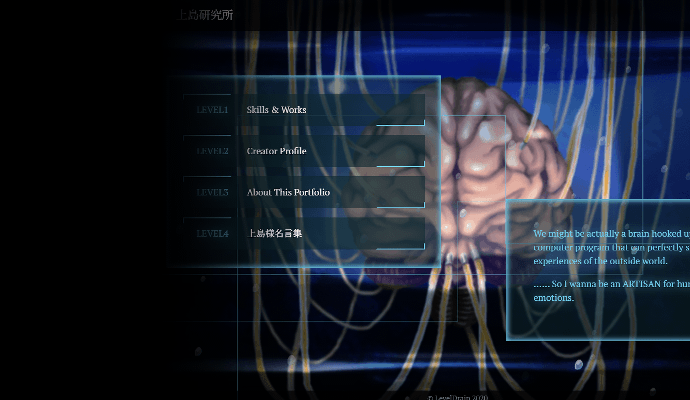 上島研究所
LEVEL1 Skills & Works
LEVEL2 Creator Profile
LEVEL3 About This Portfolio
LEVEL4 上島様名言集
We might be actually a brain hooked u
computer program that can perfectly s
experiences of the outside world.
...... So I wanna be an ARTISAN for hu
emotions.
© LevelDrain 2020